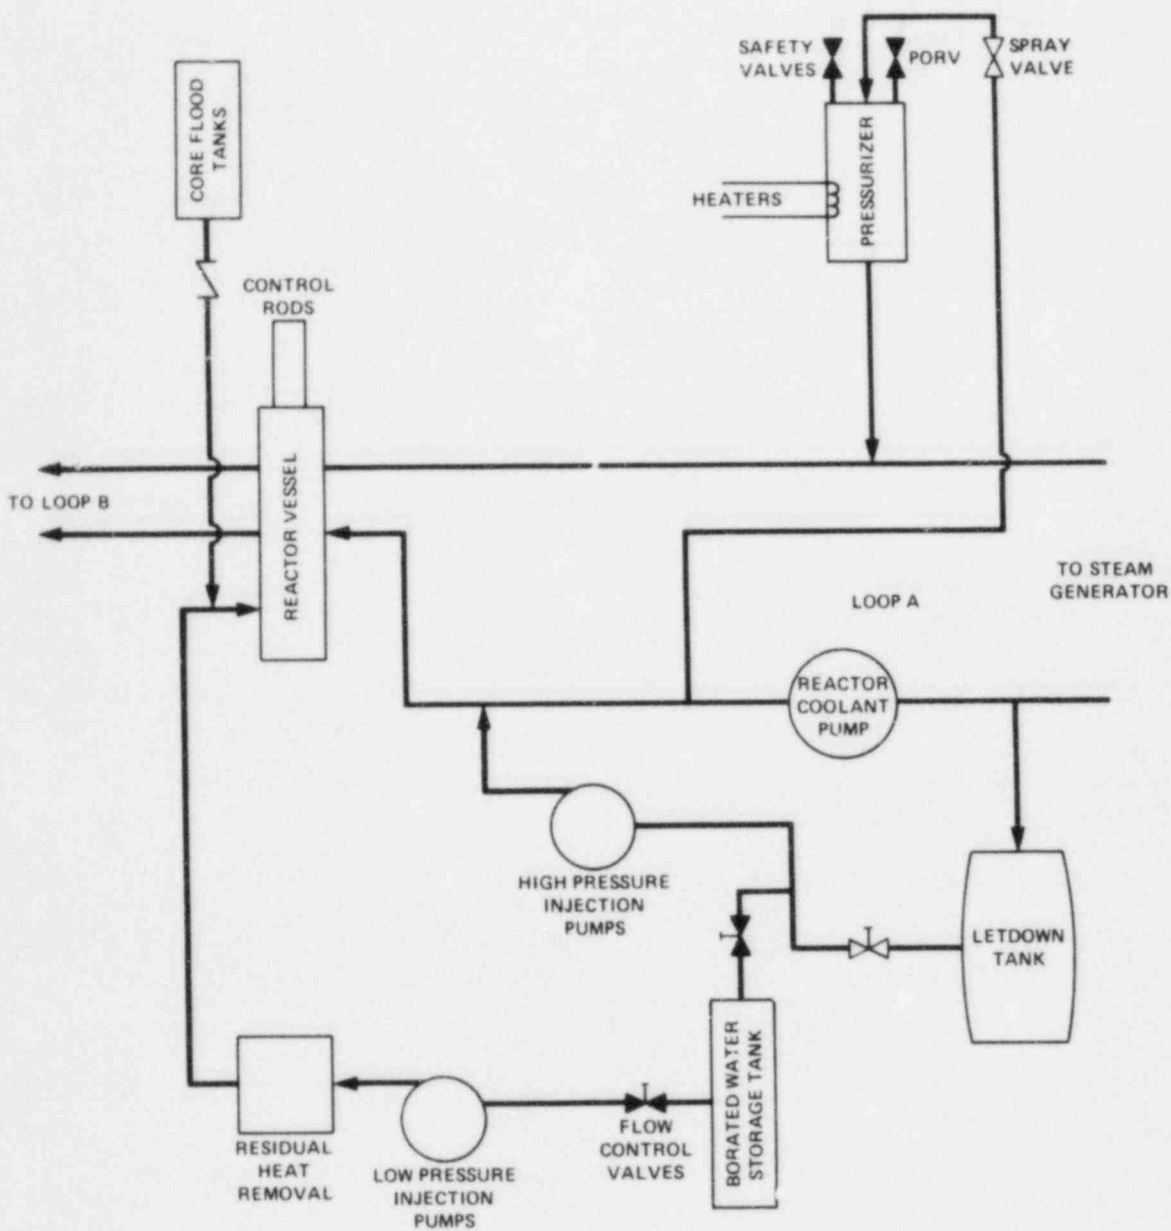 SAFETY
VALVES
PORV
SPRAY
VALVE
CORE FLOOD
TANKS
PRESSURIZER
HEATERS
CONTROL
RODS
REACTOR VESSEL
TO LOOP B
TO STEAM
GENERATOR
LOOP A
REACTOR
COOLANT
PUMP
HIGH PRESSURE
INJECTION
PUMPS
LETDOWN
TANK
BORATED WATER
STORAGE TANK
FLOW
CONTROL
VALVES
RESIDUAL
HEAT
REMOVAL
LOW PRESSURE
INJECTION
PUMPS